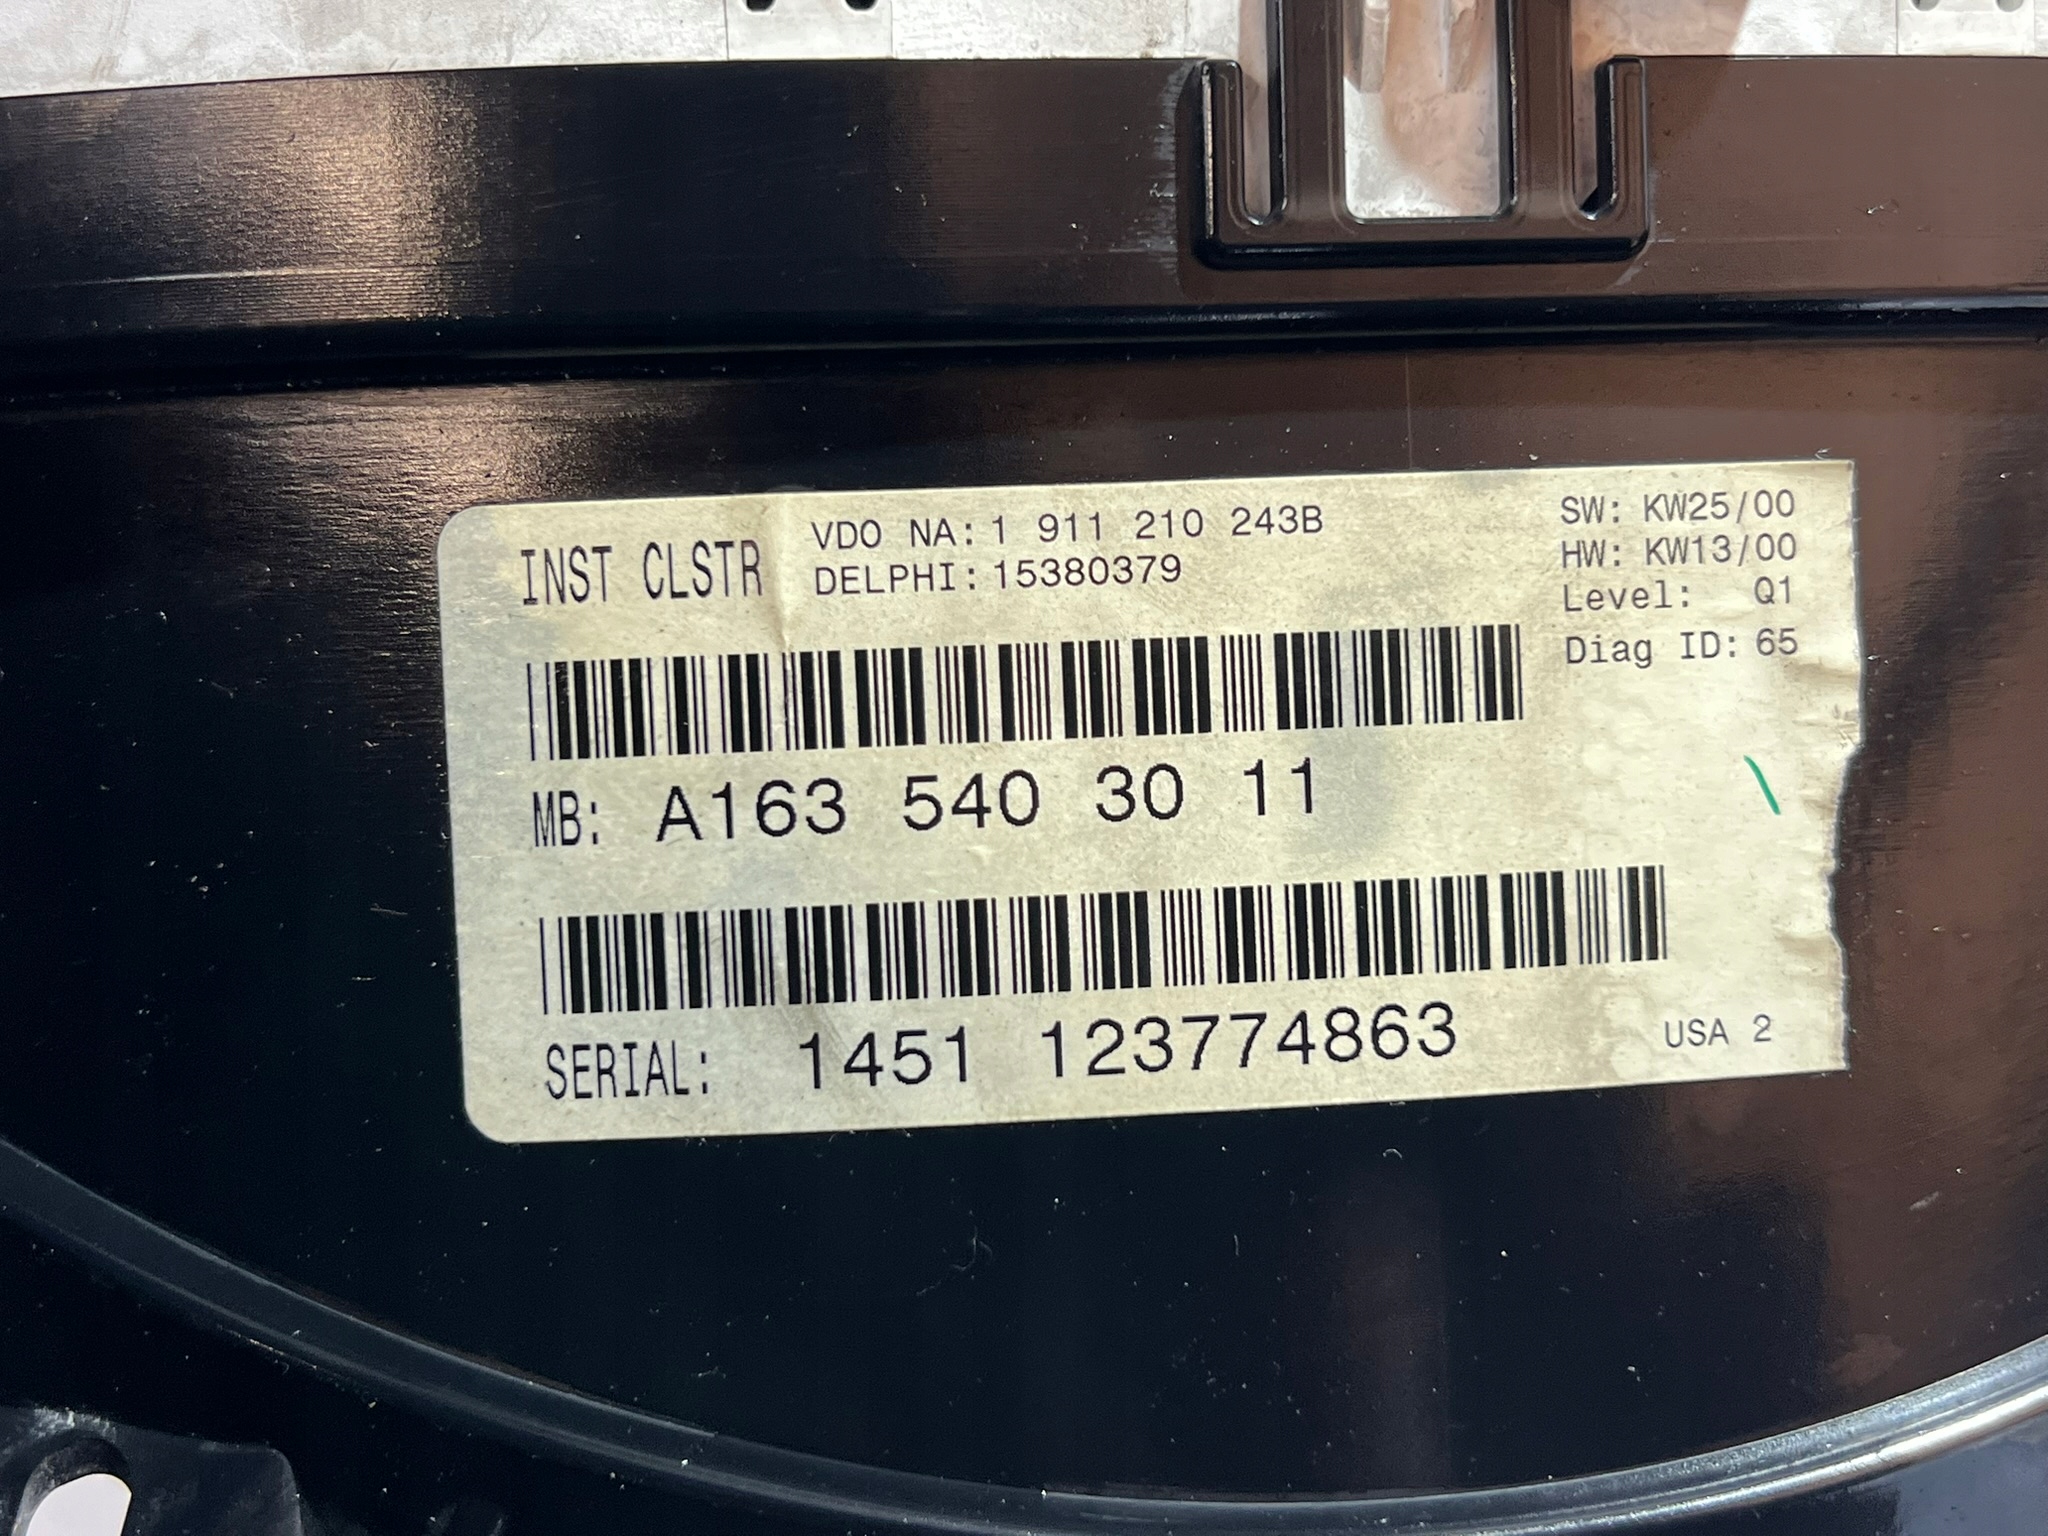 INST CLSTR
VDO NA: 1 911 210 243B
DELPHI: 15380379
SW: KW25/00
HW: KW13/00
Level: Q1
Diag ID: 65
MB: A163 540 30 11
SERIAL: 1451 123774863
USA 2